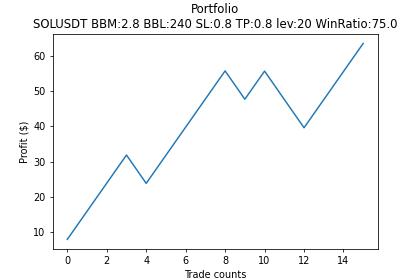 Portfolio
SOLUSDT BBM:2.8 BBL:240 SL:0.8 TP:0.8 lev:20 WinRatio:75.0
60
50
40
30
20
10
Profit ($)
0 2 4 6 8 10 12 14
Trade counts